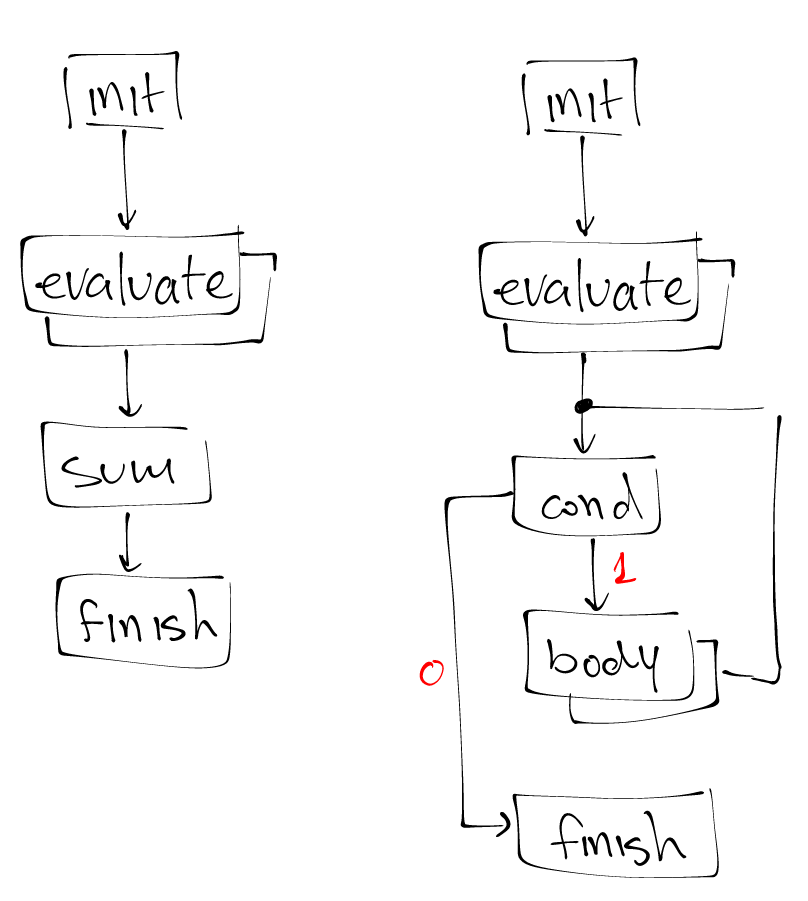 init
evaluate
sum
finish
init
evaluate
cond
1
body
0
finish